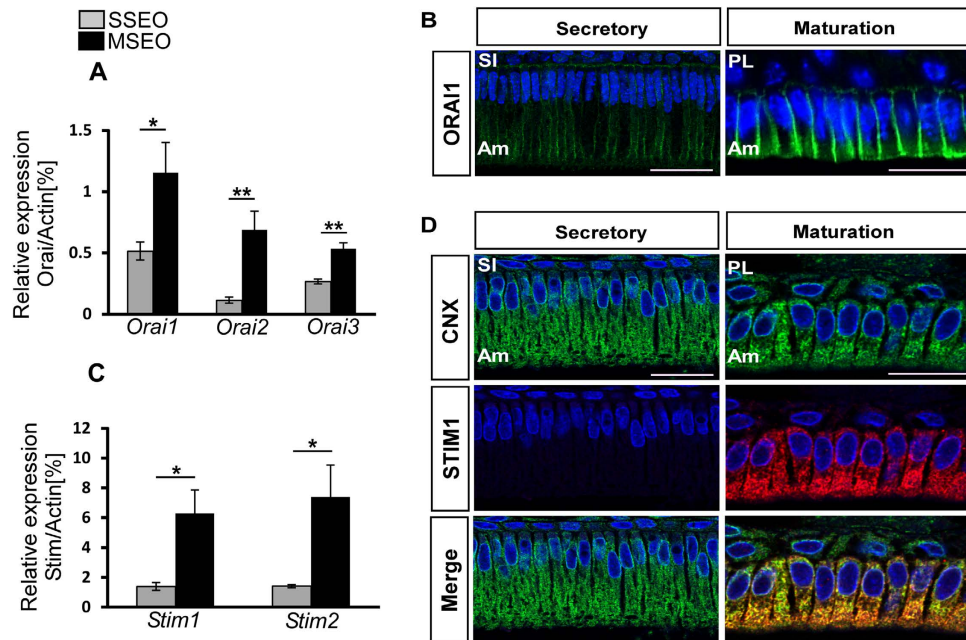 SSEO
MSEO
A
Relative expression
Orai/Actin[%]
1.5
1
0.5
0
*
**
**
Orai1
Orai2
Orai3
C
Relative expression
Stim/Actin[%]
12
10
8
6
4
2
0
*
*
Stim1
Stim2
B
Secretory
Maturation
ORAI1
SI
Am
PL
Am
D
Secretory
Maturation
CNX
SI
Am
PL
Am
STIM1
Merge